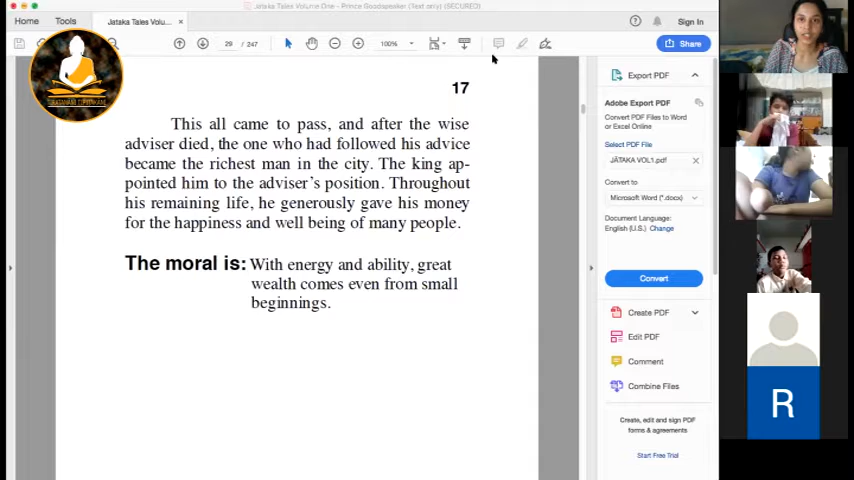 Jataka Tales Volume One - Prince Goodspeaker (Text only) (SECURED)
Home Tools Jataka Tales Volu... × Sign In
29 / 247 100% Share
17
This all came to pass, and after the wise
adviser died, the one who had followed his advice
became the richest man in the city. The king ap-
pointed him to the adviser's position. Throughout
his remaining life, he generously gave his money
for the happiness and well being of many people.
The moral is: With energy and ability, great
wealth comes even from small
beginnings.
Export PDF
Adobe Export PDF
Convert PDF Files to Word
or Excel Online
Select PDF File
JĀTAKA VOL1.pdf ×
Convert to
Microsoft Word (*.docx)
Document Language:
English (U.S.) Change
Convert
Create PDF
Edit PDF
Comment
Combine Files
Create, edit and sign PDF
forms & agreements
Start Free Trial
R